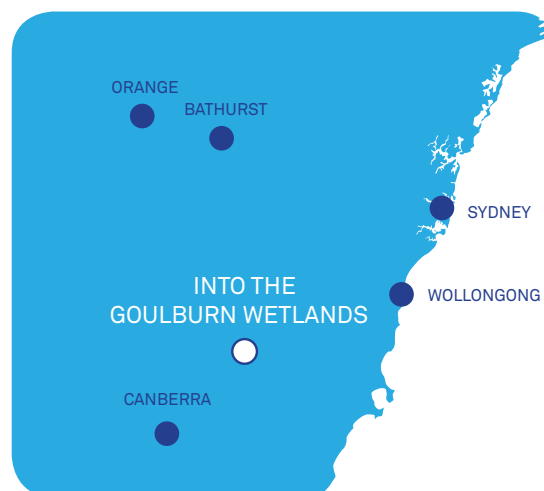 ORANGE
BATHURST
SYDNEY
INTO THE
GOULBURN WETLANDS
WOLLONGONG
CANBERRA